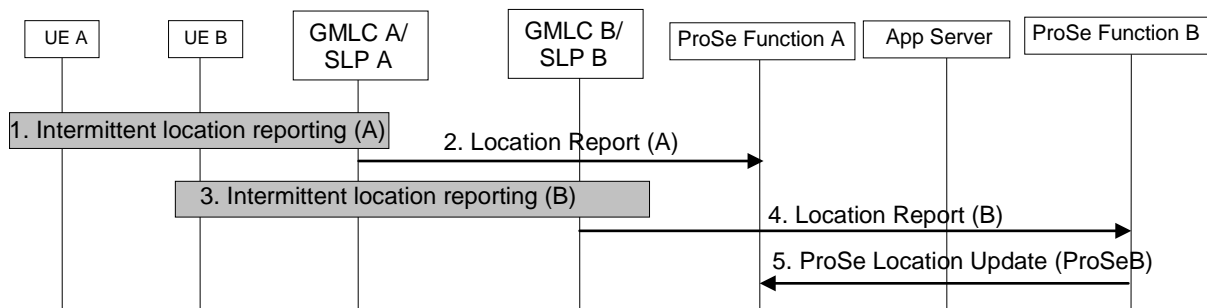 UE A
UE B
GMLC A/
SLP A
GMLC B/
SLP B
ProSe Function A
App Server
ProSe Function B
1. Intermittent location reporting (A)
2. Location Report (A)
3. Intermittent location reporting (B)
4. Location Report (B)
5. ProSe Location Update (ProSeB)